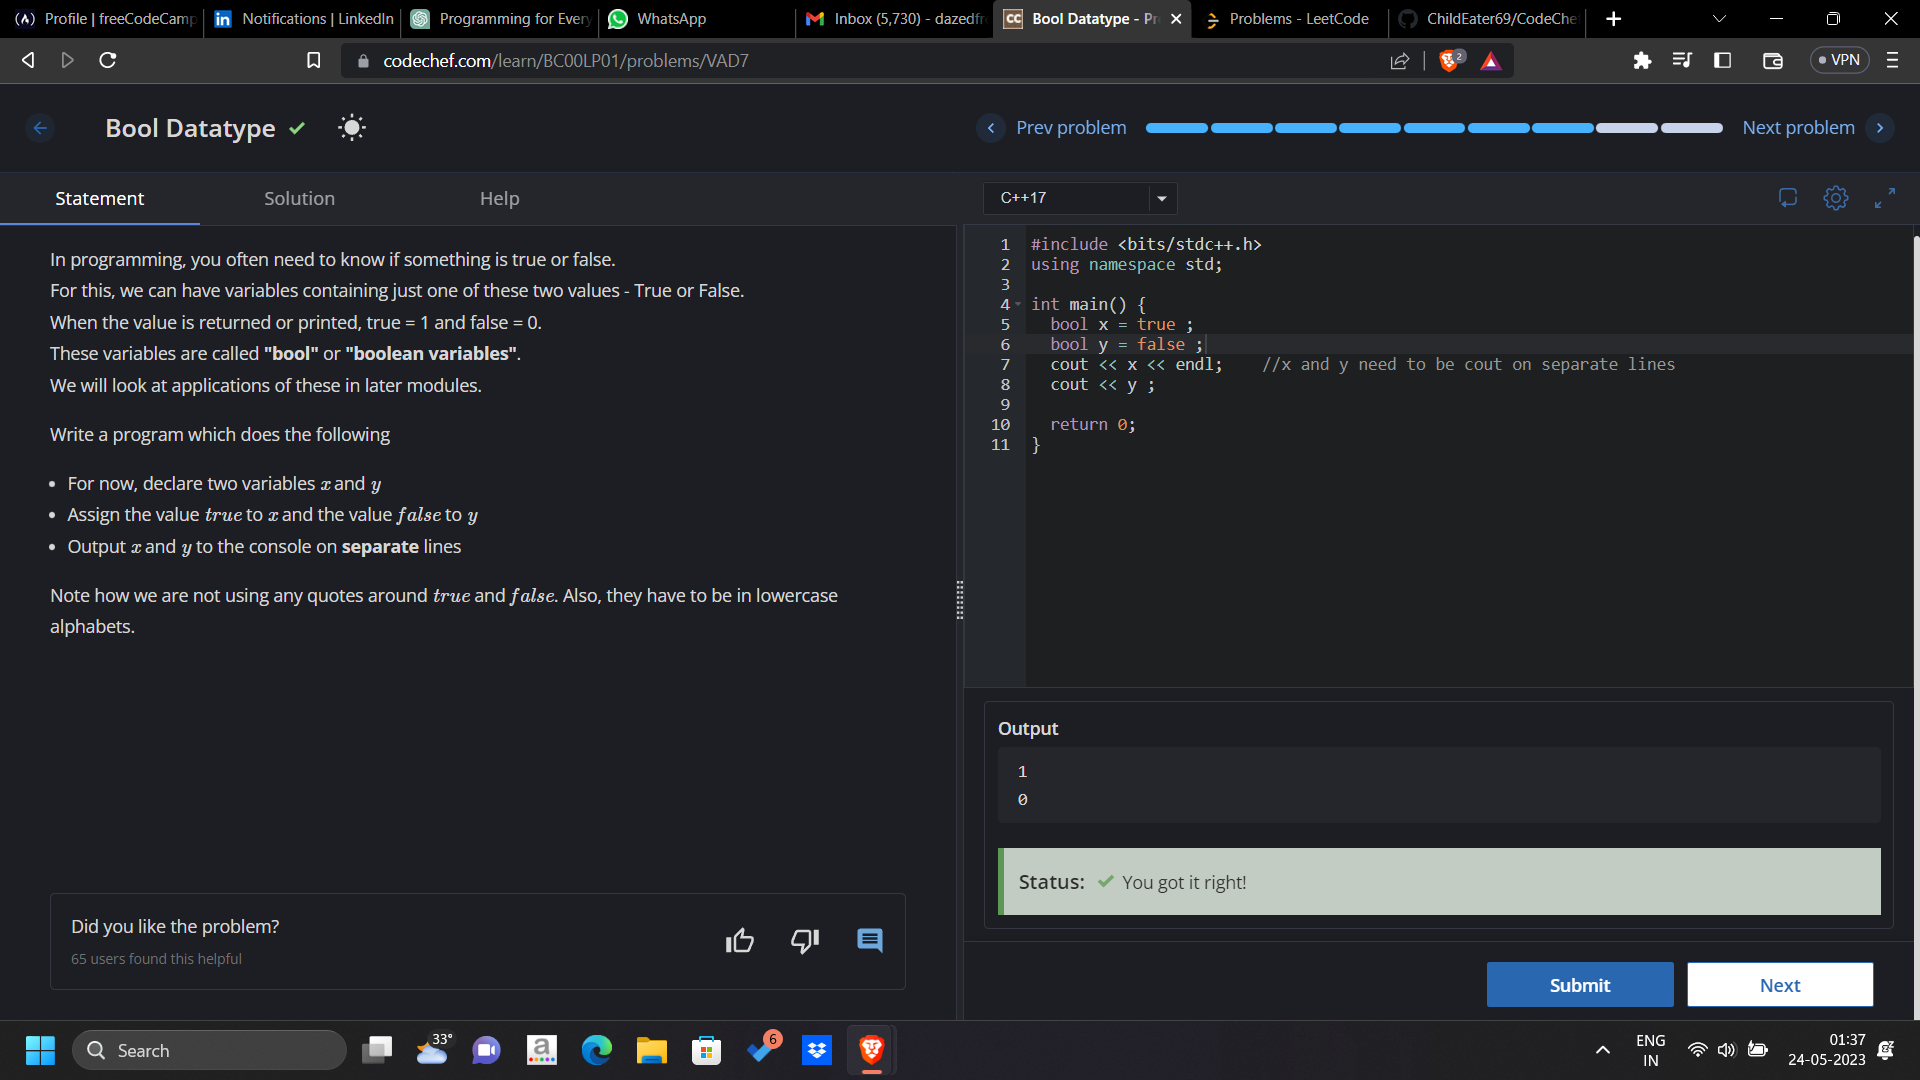 Profile | freeCodeCamp
Notifications | LinkedIn
Programming for Every
WhatsApp
Inbox (5,730) - dazedfr
CC Bool Datatype - Pr
Problems - LeetCode
ChildEater69/CodeChe
codechef.com/learn/BC00LP01/problems/VAD7
2
VPN
Bool Datatype
Prev problem
Next problem
Statement
Solution
Help
C++17
In programming, you often need to know if something is true or false.
For this, we can have variables containing just one of these two values - True or False.
When the value is returned or printed, true = 1 and false = 0.
These variables are called "bool" or "boolean variables".
We will look at applications of these in later modules.
Write a program which does the following
• For now, declare two variables x and y
• Assign the value true to x and the value false to y
• Output x and y to the console on separate lines
Note how we are not using any quotes around true and false. Also, they have to be in lowercase
alphabets.
Did you like the problem?
65 users found this helpful
1 #include <bits/stdc++.h>
2 using namespace std;
3
4 int main() {
5 bool x = true ;
6 bool y = false ;
7 cout << x << endl; //x and y need to be cout on separate lines
8 cout << y ;
9
10 return 0;
11 }
Output
1
0
Status: You got it right!
Submit
Next
Search
33°
a
6
ENG
IN
01:37
24-05-2023